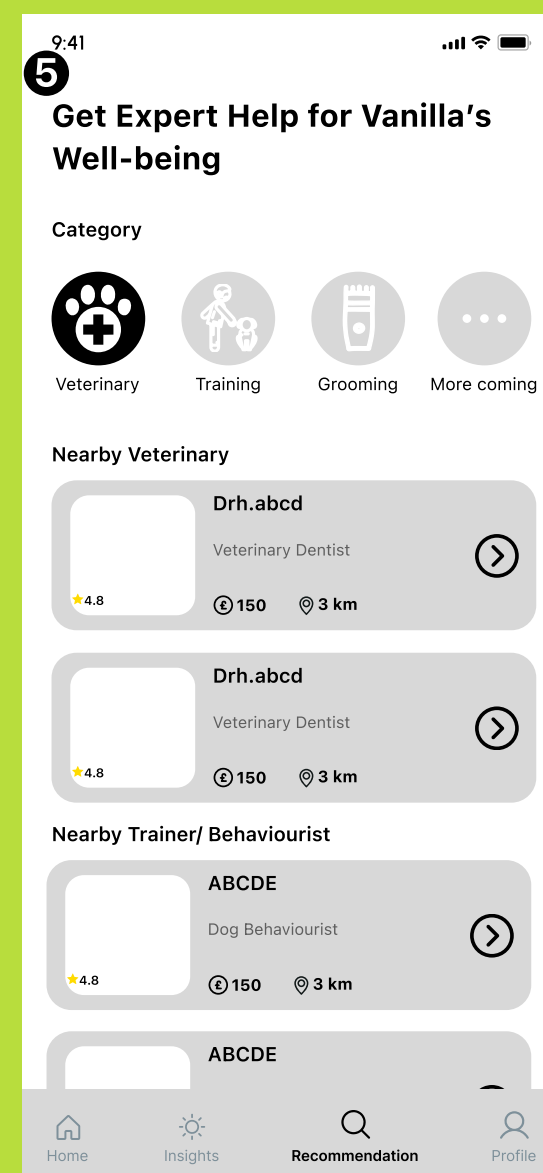 9:41
5
Get Expert Help for Vanilla’s
Well-being
Category
Veterinary
Training
Grooming
More coming
Nearby Veterinary
Drh.abcd
Veterinary Dentist
4.8
£ 150
3 km
Drh.abcd
Veterinary Dentist
4.8
£ 150
3 km
Nearby Trainer/ Behaviourist
ABCDE
Dog Behaviourist
4.8
£ 150
3 km
ABCDE
Home
Insights
Recommendation
Profile